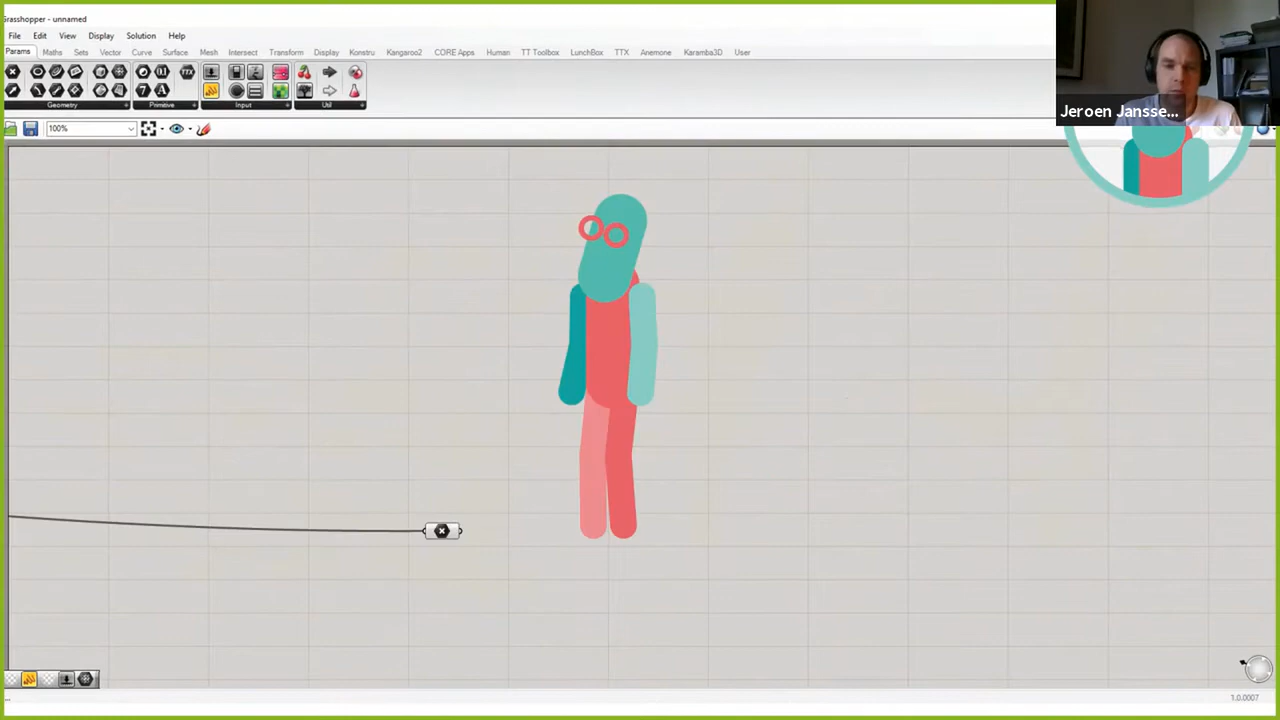 Grasshopper - unnamed
File Edit View Display Solution Help
Params Maths Sets Vector Curve Surface Mesh Intersect Transform Display Konstru Kangaroo2 CORE Apps Human TT Toolbox LunchBox TTX Anemone Karamba3D User
TTX
Geometry Primitive Input Util
Jeroen Jansse...
100%
1.0.0007